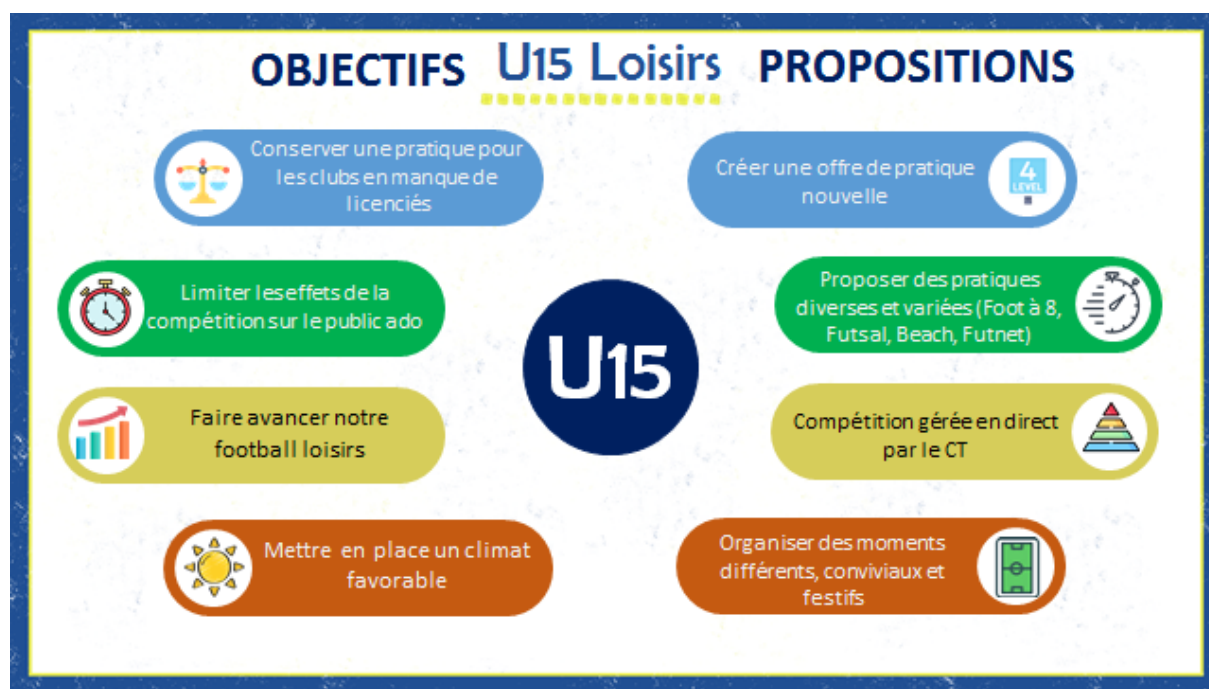 OBJECTIFS U15 Loisirs PROPOSITIONS
Conserver une pratique pour
les clubs en manque de
licenciés
Limiter leseffets de la
compétition sur le public ado
Faire avancer notre
football loisirs
Mettre en place un climat
favorable
U15
Créer une offre de pratique
nouvelle
4
LEVEL
Proposer des pratiques
diverses et variées (Foot à 8,
Futsal, Beach, Futnet)
Compétition gérée en direct
par le CT
Organiser des moments
différents, conviviaux et
festifs